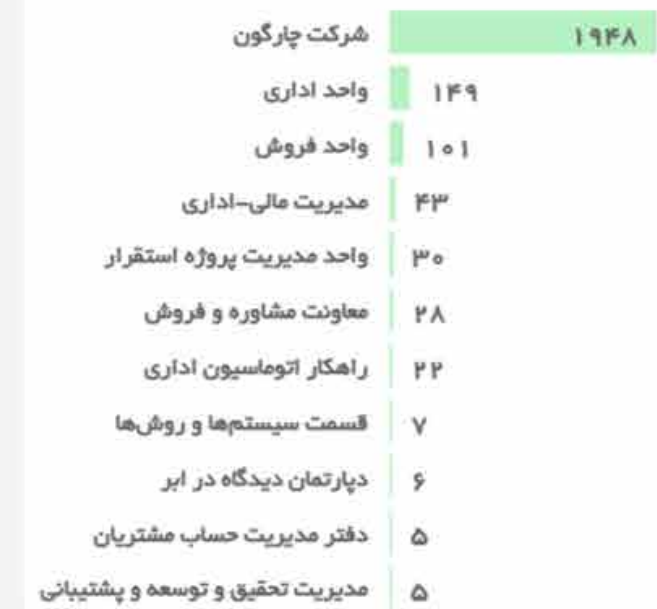 شرکت چارگون ۱۹۴۸
واحد اداری ۱۴۹
واحد فروش ۱۰۱
مدیریت مالی-اداری ۴۳
واحد مدیریت پروژه استقرار ۳۰
معاونت مشاوره و فروش ۲۸
راهکار اتوماسیون اداری ۲۲
قسمت سیستم‌ها و روش‌ها ۷
دپارتمان دیدگاه در ابر ۶
دفتر مدیریت حساب مشتریان ۵
مدیریت تحقیق و توسعه و پشتیبانی ۵